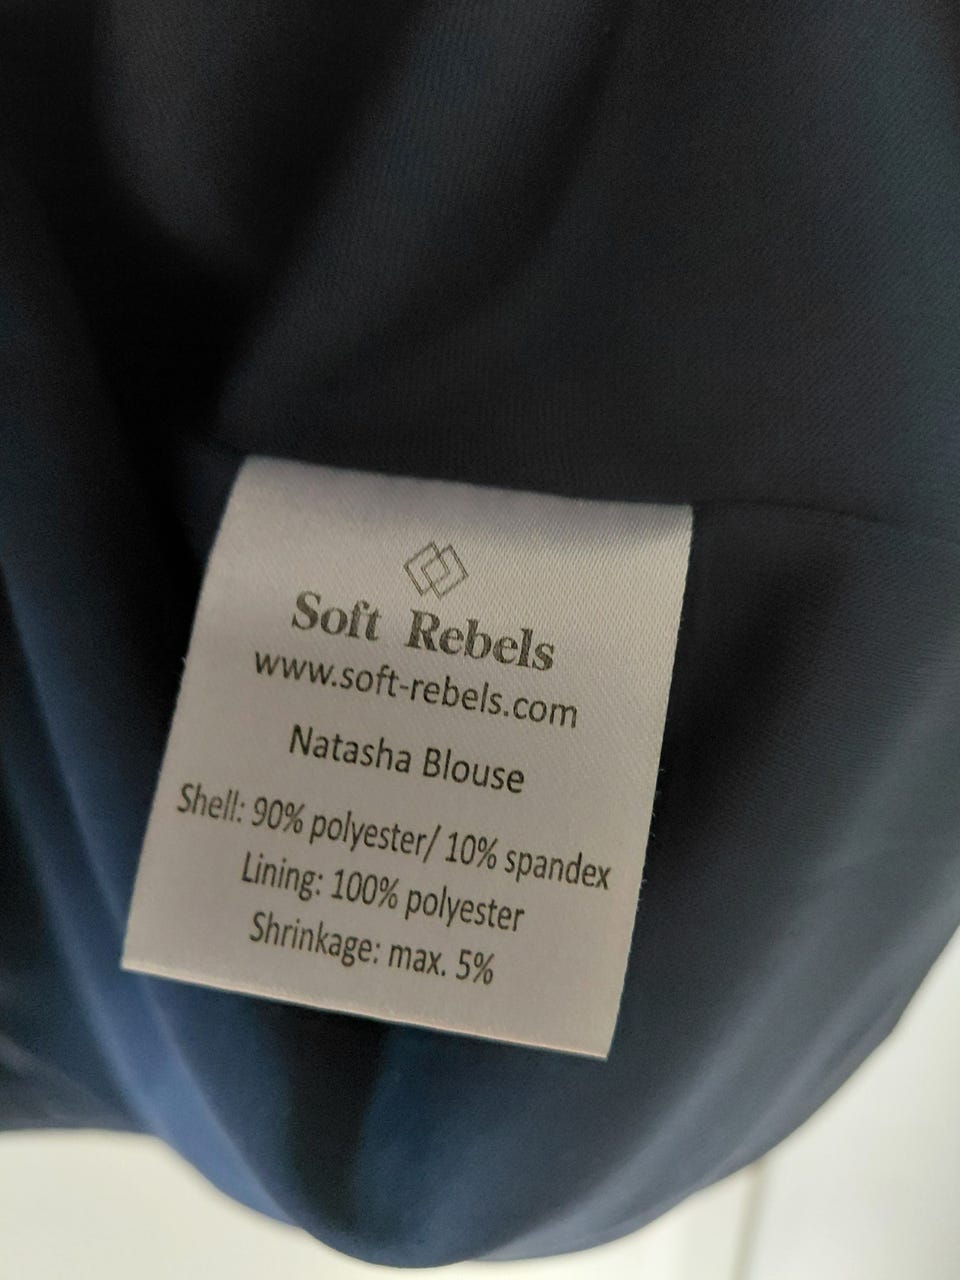 Soft Rebels
www.soft-rebels.com
Natasha Blouse
Shell: 90% polyester/ 10% spandex
Lining: 100% polyester
Shrinkage: max. 5%